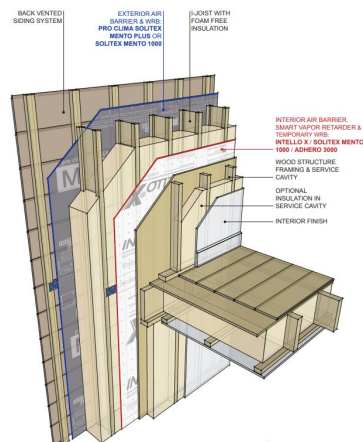 BACK VENTED
SIDING SYSTEM
EXTERIOR AIR
BARRIER & WRB:
PRO CLIMA SOLITEX
MENTO PLUS OR
SOLITEX MENTO 1000
I-JOIST WITH
FOAM FREE
INSULATION
INTERIOR AIR BARRIER,
SMART VAPOR RETARDER &
TEMPORARY WRB:
INTELLO X / SOLITEX MENTO
1000 / ADHERO 3000
WOOD STRUCTURE
FRAMING & SERVICE
CAVITY
OPTIONAL
INSULATION IN
SERVICE CAVITY
INTERIOR FINISH